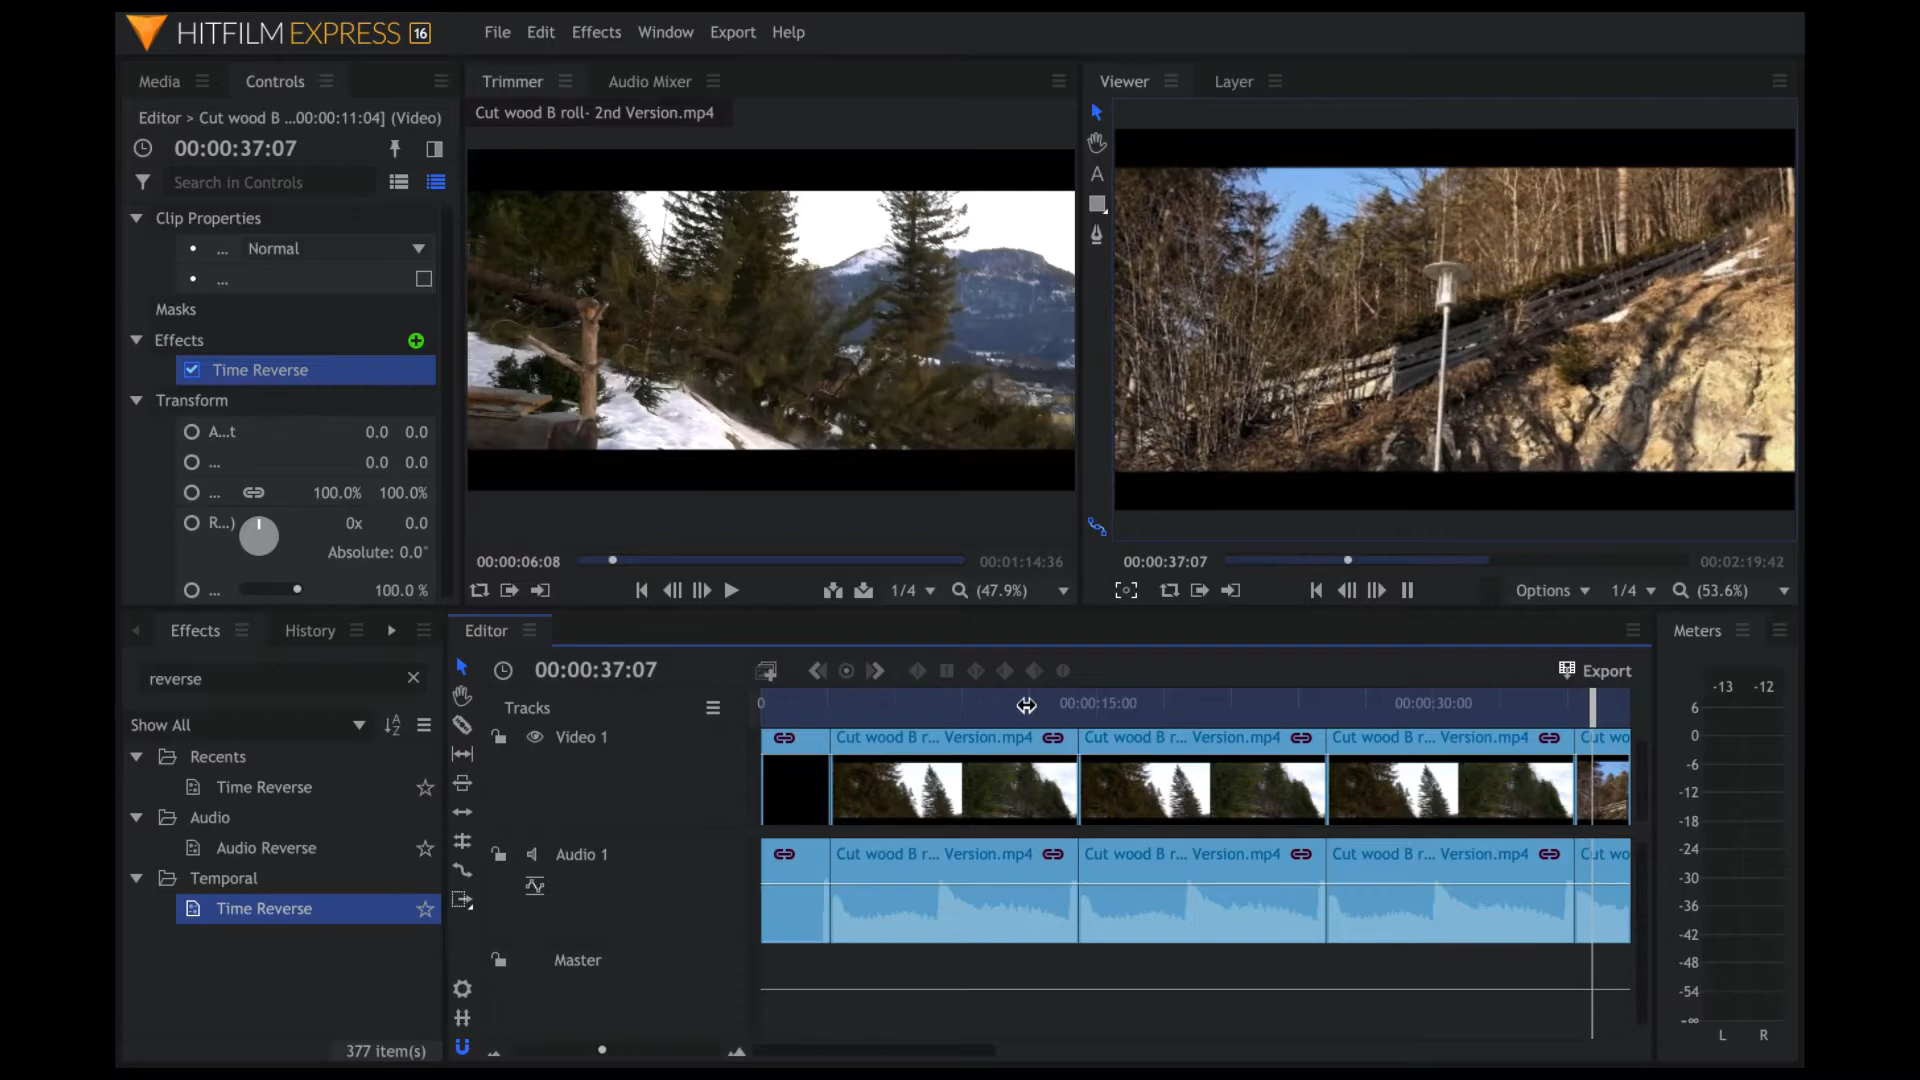 HITFILM EXPRESS 16
File Edit Effects Window Export Help
Media Controls
Editor > Cut wood B ...00:00:11:04] (Video)
00:00:37:07
Search in Controls
Clip Properties
... Normal
...
Masks
Effects
Time Reverse
Transform
A...t 0.0 0.0
... 0.0 0.0
... 100.0% 100.0%
R...) 0x 0.0
Absolute: 0.0°
... 100.0 %
Trimmer Audio Mixer
Cut wood B roll- 2nd Version.mp4
00:00:06:08 00:01:14:36
1/4 (47.9%)
Viewer Layer
A
00:00:37:07 00:02:19:42
Options 1/4 (53.6%)
Effects History
reverse
Show All
Recents
Time Reverse
Audio
Audio Reverse
Temporal
Time Reverse
377 item(s)
Editor
00:00:37:07
Export
Tracks
0 00:00:15:00 00:00:30:00
Video 1
Cut wood B r... Version.mp4 Cut wood B r... Version.mp4 Cut wood B r... Version.mp4 Cut wo
Audio 1
Cut wood B r... Version.mp4 Cut wood B r... Version.mp4 Cut wood B r... Version.mp4 Cut wo
Master
Meters
-13 -12
6
0
-6
-12
-18
-24
-30
-36
-42
-48
-54
-∞
L R